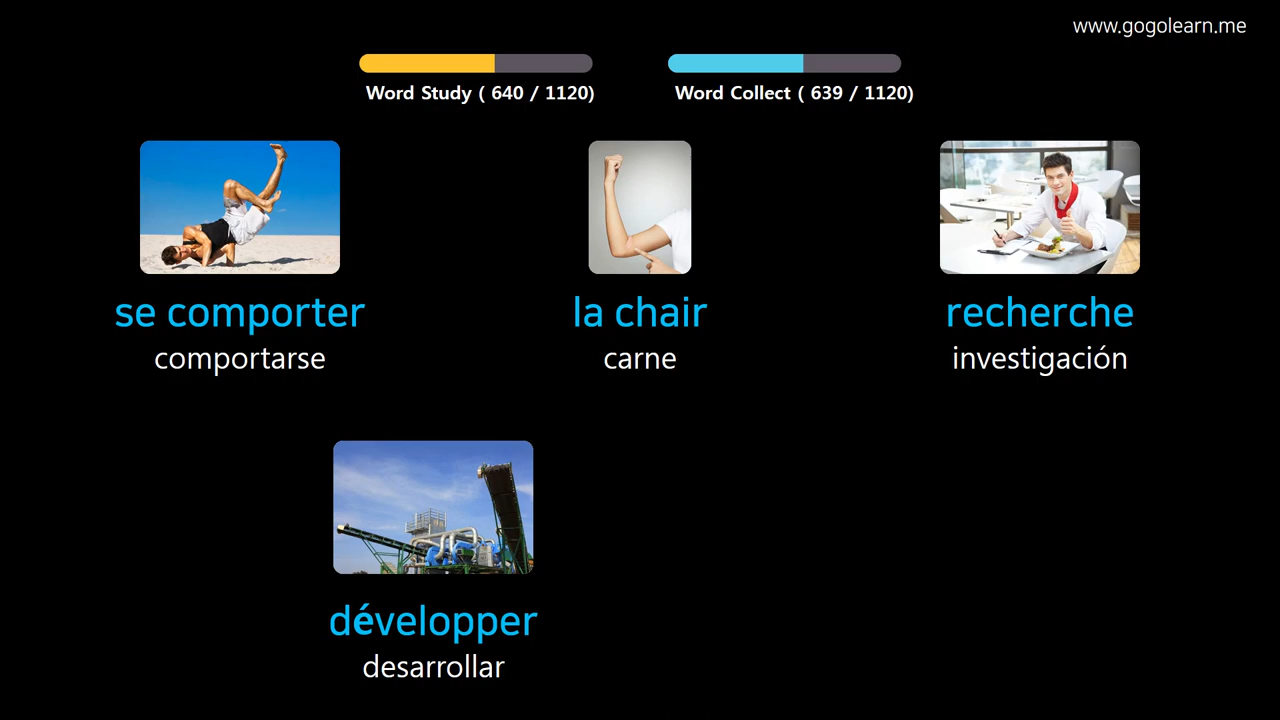 www.gogolearn.me
Word Study ( 640 / 1120)
Word Collect ( 639 / 1120)
se comporter
comportarse
la chair
carne
recherche
investigación
développer
desarrollar